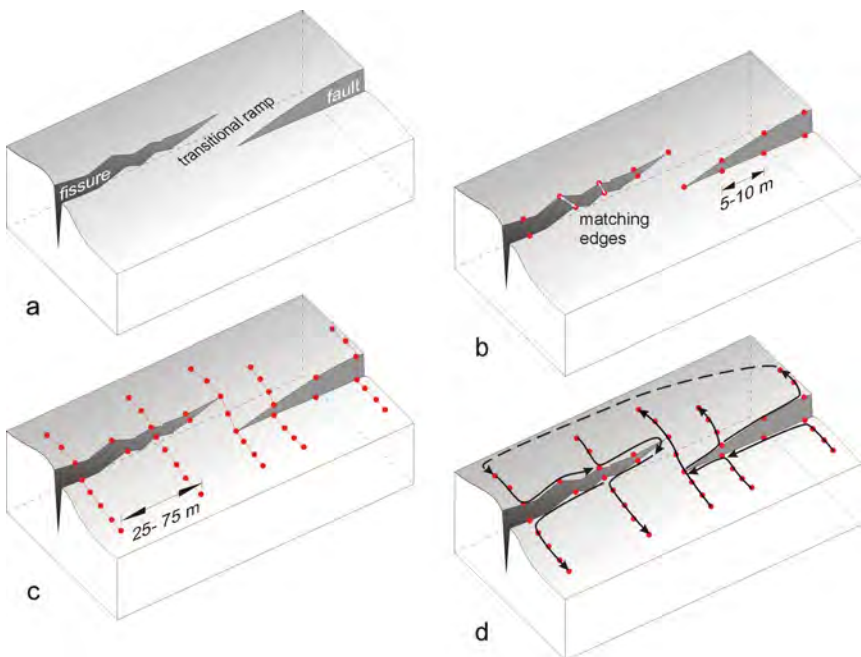 fissure
transitional ramp
fault
a
5-10 m
matching
edges
b
25- 75 m
c
d